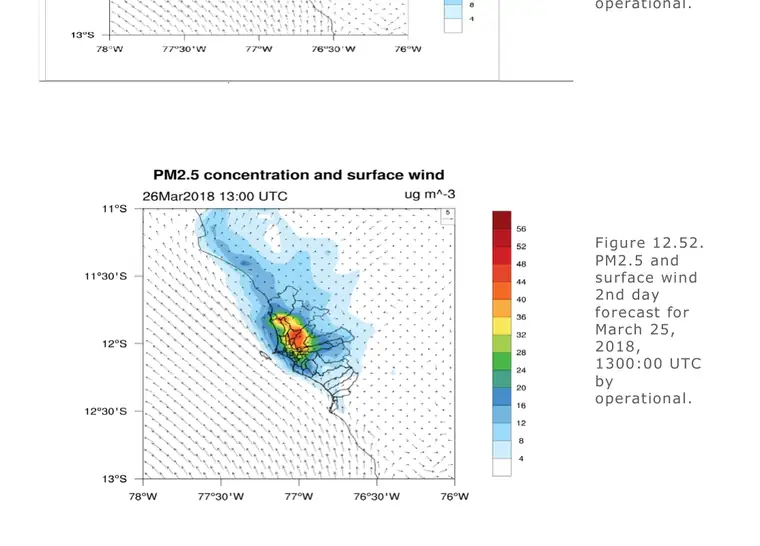 operational.
8
4
13°S
78°W 77°30'W 77°W 76°30'W 76°W
PM2.5 concentration and surface wind
26Mar2018 13:00 UTC ug m^-3
11°S
11°30'S
12°S
12°30'S
13°S
78°W 77°30'W 77°W 76°30'W 76°W
5
56
52
48
44
40
36
32
28
24
20
16
12
8
4
Figure 12.52.
PM2.5 and
surface wind
2nd day
forecast for
March 25,
2018,
1300:00 UTC
by
operational.